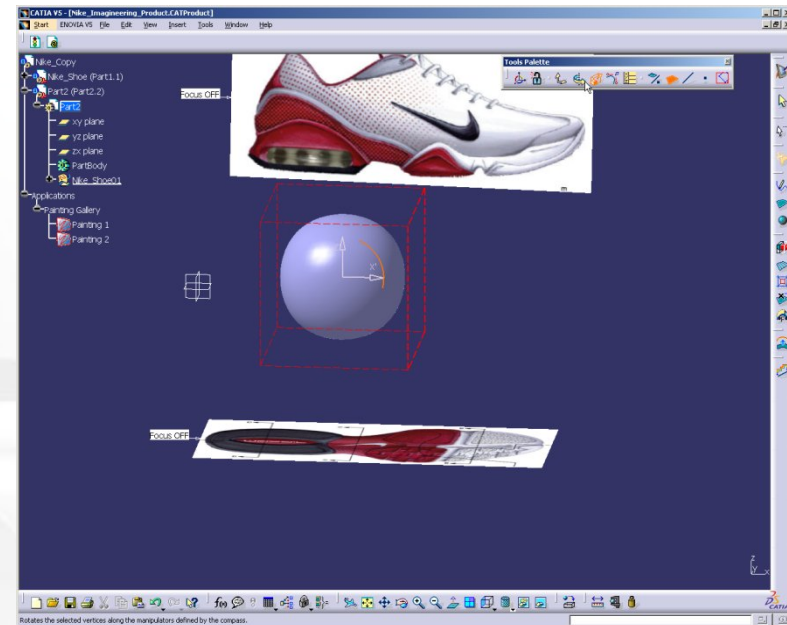 CATIA V5 - [Nike_Imagineering_Product.CATProduct]
Start ENOVIA V5 File Edit View Insert Tools Window Help
Nike_Copy
Nike_Shoe (Part1.1)
Part2 (Part2.2)
Part2
xy plane
yz plane
zx plane
PartBody
Nike_Shoe01
Applications
Painting Gallery
Painting 1
Painting 2
Tools Palette
Focus OFF
X'
Focus OFF
z
y x
f(x)
CATIA
Rotates the selected vertices along the manipulators defined by the compass.